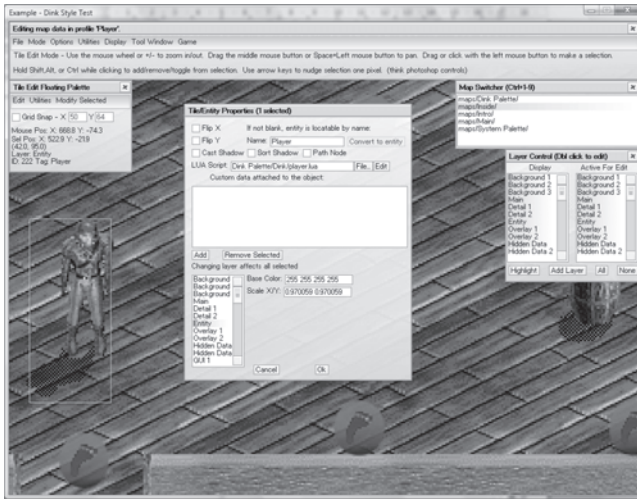 Example - Dink Style Test
Editing map data in profile 'Player'.
File Mode Options Utilities Display Tool Window Game
Tile Edit Mode - Use the mouse wheel or +/- to zoom in/out. Drag the middle mouse button or Space+Left mouse button to pan. Drag or click with the left mouse button to make a selection.
Hold Shift,Alt, or Ctrl while clicking to add/remove/toggle from selection. Use arrow keys to nudge selection one pixel. (think photoshop controls)
Tile Edit Floating Palette
Edit Utilities Modify Selected
Grid Snap - X 50 Y 64
Mouse Pos: X: 868.8 Y: -74.3
Sel Pos: X: 522.9 Y: -21.9
(42.0, 95.0)
Layer: Entity
ID: 222 Tag: Player
Tile/Entity Properties (1 selected)
Flip X If not blank, entity is locatable by name:
Flip Y Name: Player Convert to entity
Cast Shadow Sort Shadow Path Node
LUA Script: Dink Palette/Dink/player.lua File.. Edit
Custom data attached to the object:
Add Remove Selected
Changing layer affects all selected
Background
Background
Background
Main
Detail 1
Detail 2
Entity
Overlay 1
Overlay 2
Hidden Data
Hidden Data
GUI 1
Base Color: 255 255 255 255
Scale X/Y: 0.970059 0.970059
Cancel Ok
Map Switcher (Ctrl+1-9)
maps/Dink Palette/
maps/Inside/
maps/Intro/
maps/Main/
maps/System Palette/
Layer Control (Dbl click to edit)
Display
Background 1
Background 2
Background 3
Main
Detail 1
Detail 2
Entity
Overlay 1
Overlay 2
Hidden Data
Hidden Data 2
Active For Edit
Background 1
Background 2
Background 3
Main
Detail 1
Detail 2
Entity
Overlay 1
Overlay 2
Hidden Data
Hidden Data 2
Highlight Add Layer All None